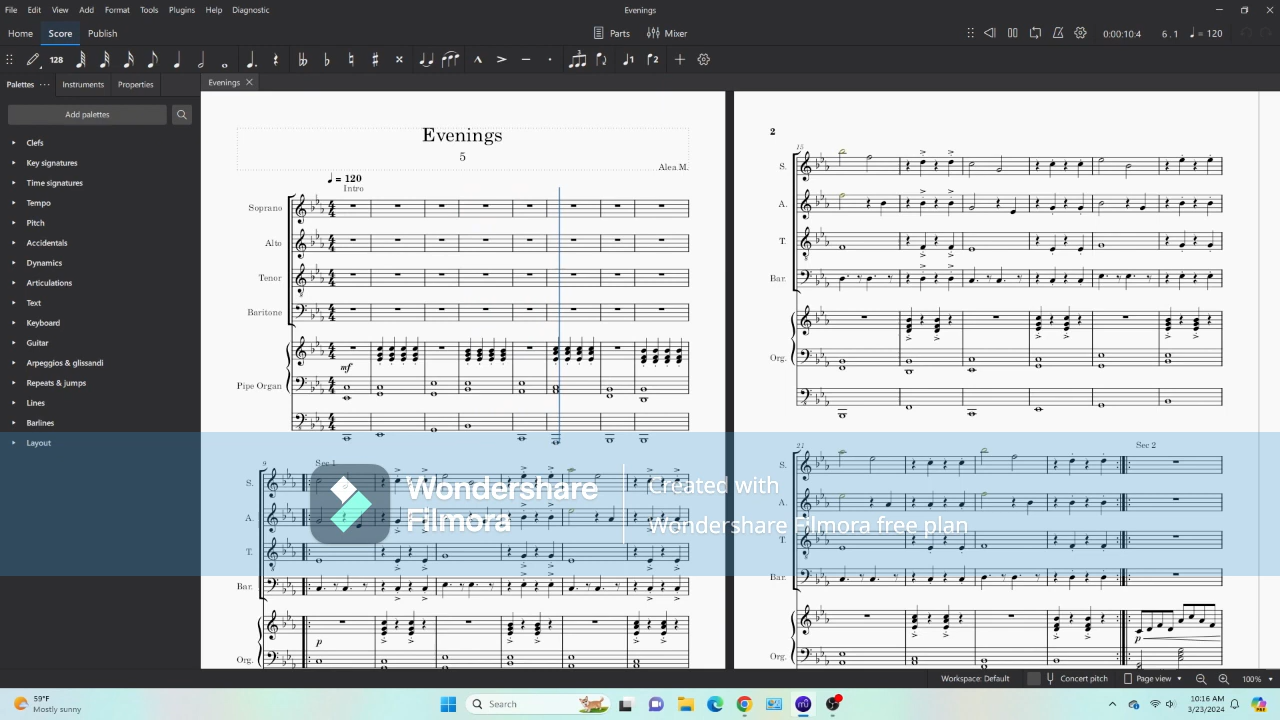 File Edit View Add Format Tools Plugins Help Diagnostic
Evenings
Home Score Publish
Parts Mixer
0:00:10:4 6 . 1 = 120
128
Palettes ··· Instruments Properties
Evenings
Add palettes
Clefs
Key signatures
Time signatures
Tempo
Pitch
Accidentals
Dynamics
Articulations
Text
Keyboard
Guitar
Arpeggios & glissandi
Repeats & jumps
Lines
Barlines
Layout
Evenings
5
Alea M.
= 120
Intro
Soprano
Alto
Tenor
Baritone
mf
Pipe Organ
9
Sec 1
S.
A.
T.
Bar.
p
Org.
2
15
S.
A.
T.
Bar.
Org.
21
Sec 2
S.
A.
T.
Bar.
p
Org.
Wondershare
Filmora
Created with
Wondershare Filmora free plan
Workspace: Default Concert pitch Page view 100%
59°F
Mostly sunny
Search
10:16 AM
3/23/2024